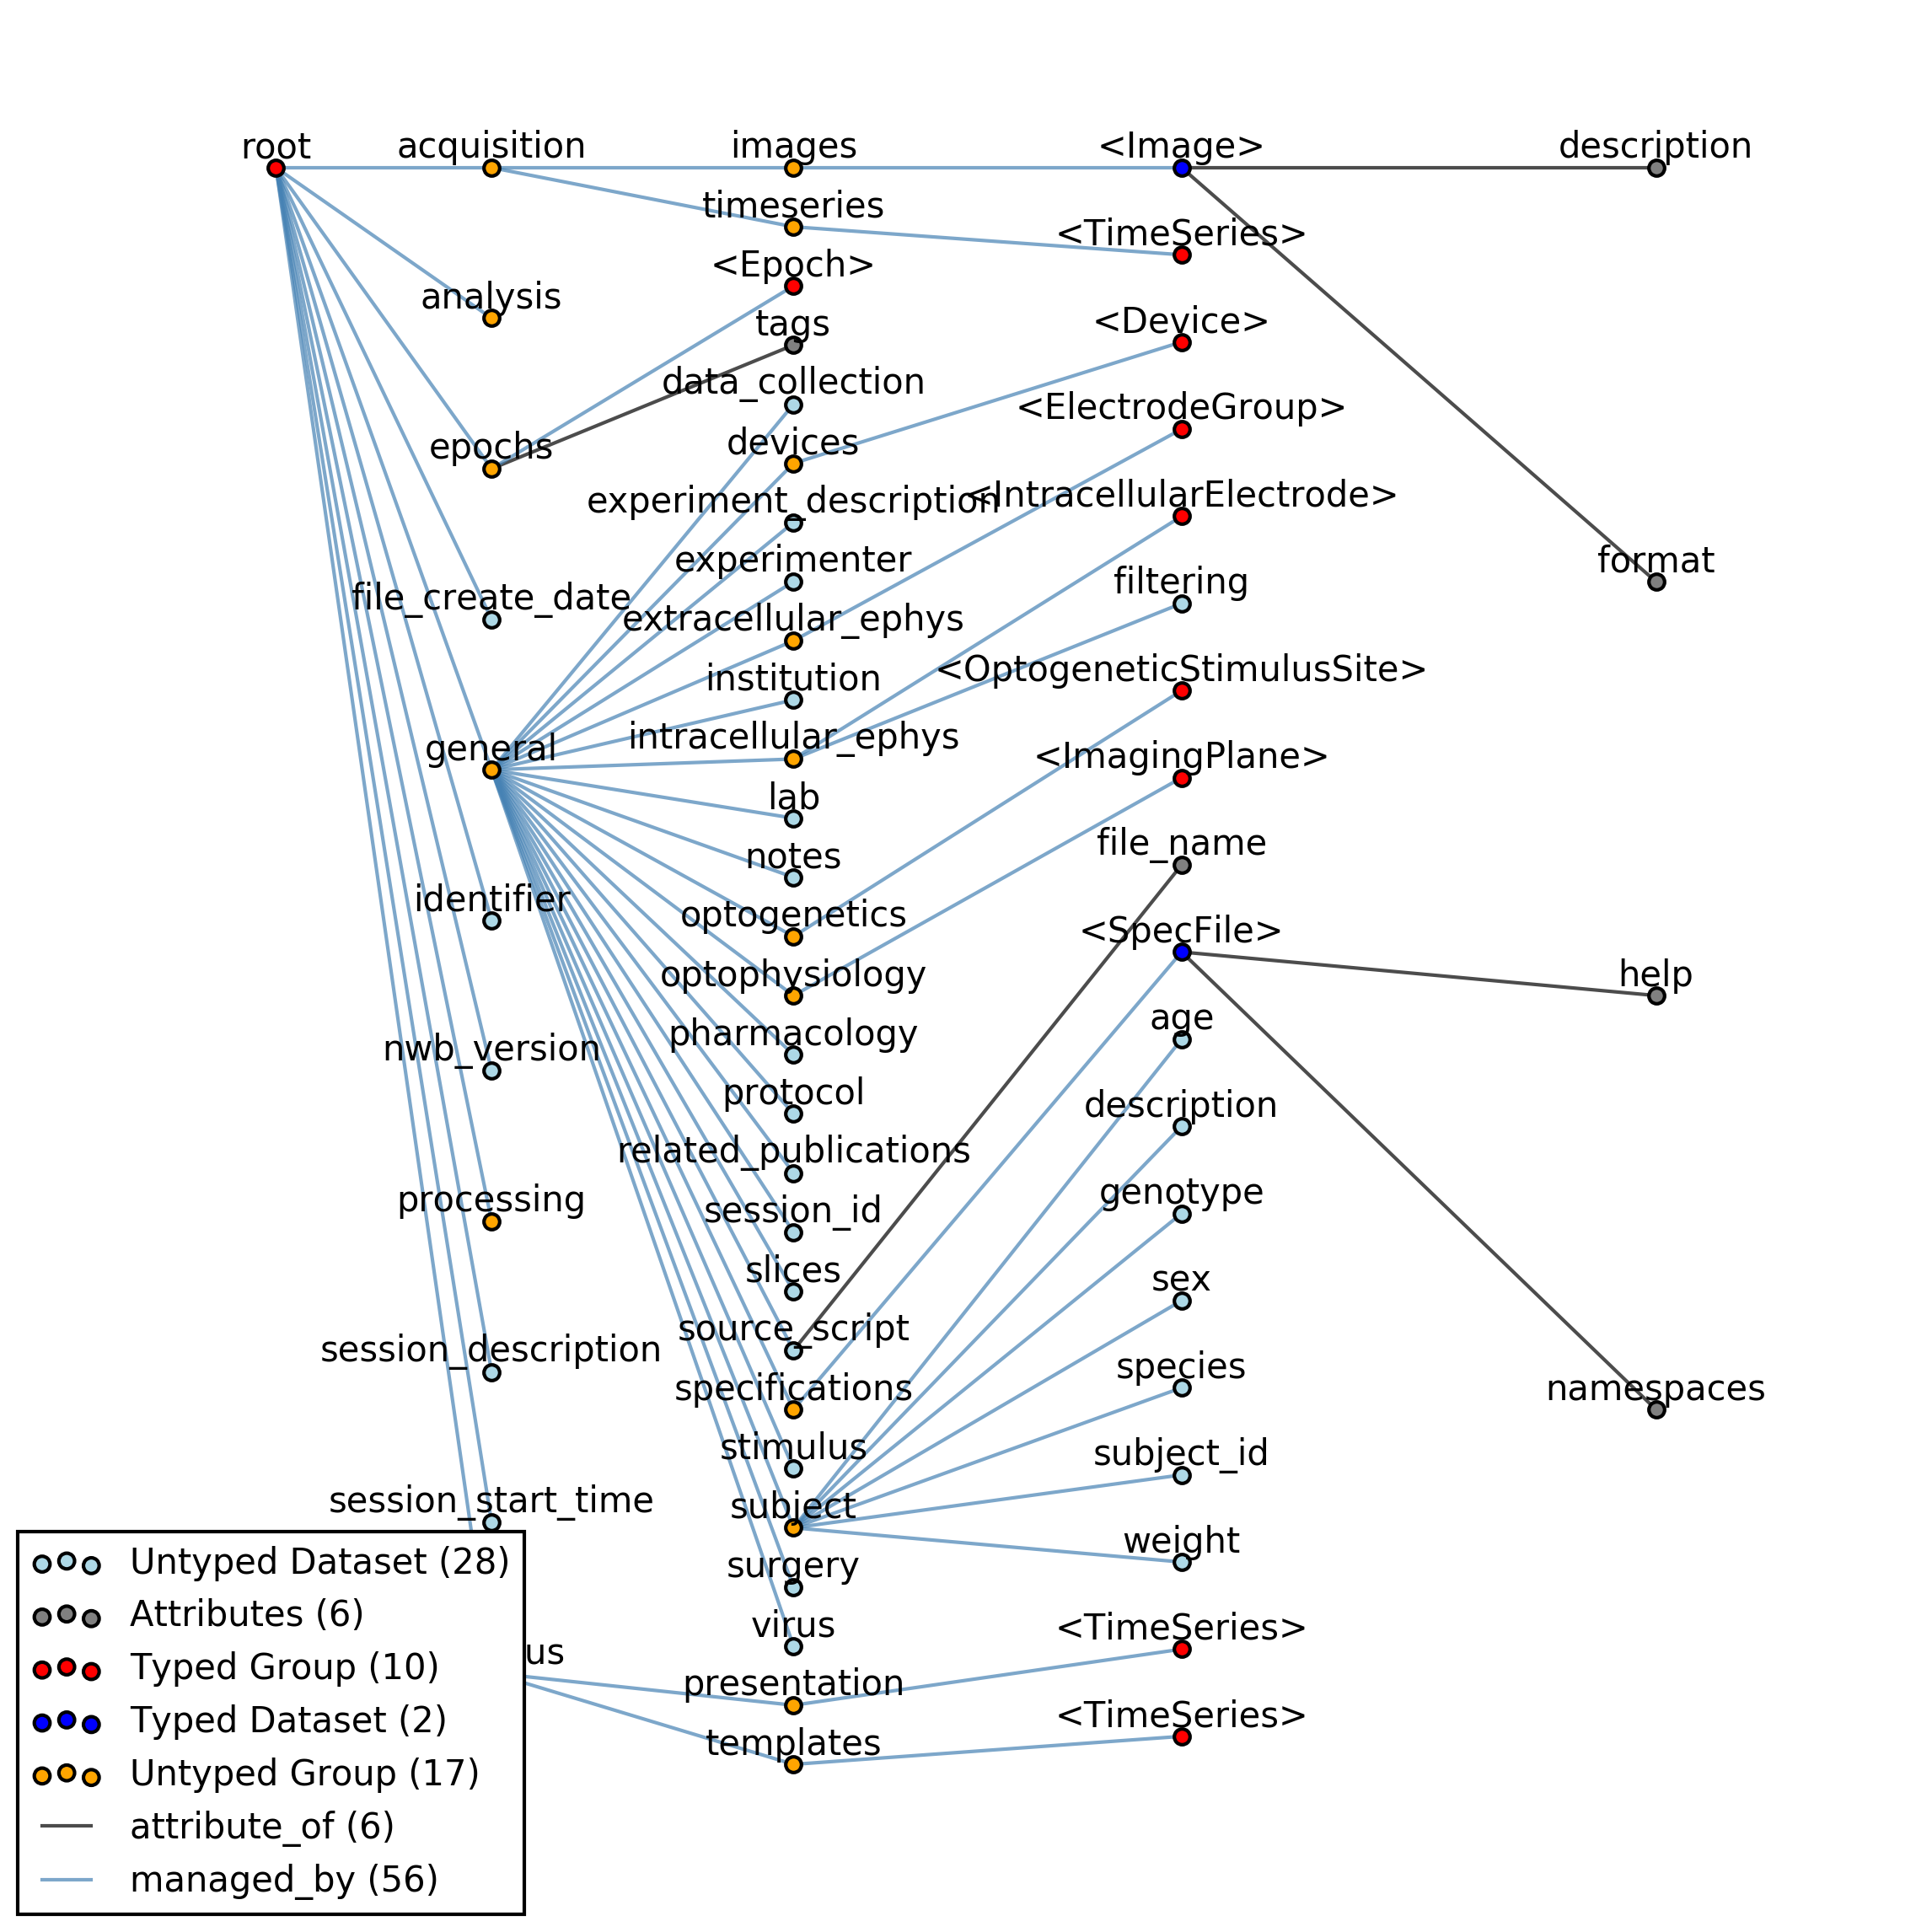 root
acquisition
images
<Image>
description
timeseries
<TimeSeries>
<Epoch>
analysis
tags
<Device>
data_collection
<ElectrodeGroup>
epochs
devices
experiment_description
<IntracellularElectrode>
experimenter
format
filtering
file_create_date
extracellular_ephys
institution
<OptogeneticStimulusSite>
general
intracellular_ephys
<ImagingPlane>
lab
file_name
notes
identifier
optogenetics
<SpecFile>
optophysiology
help
age
nwb_version
pharmacology
protocol
description
related_publications
processing
session_id
genotype
slices
sex
session_description
source_script
species
specifications
namespaces
stimulus
subject_id
session_start_time
subject
weight
surgery
virus
<TimeSeries>
us
presentation
<TimeSeries>
templates
Untyped Dataset (28)
Attributes (6)
Typed Group (10)
Typed Dataset (2)
Untyped Group (17)
attribute_of (6)
managed_by (56)